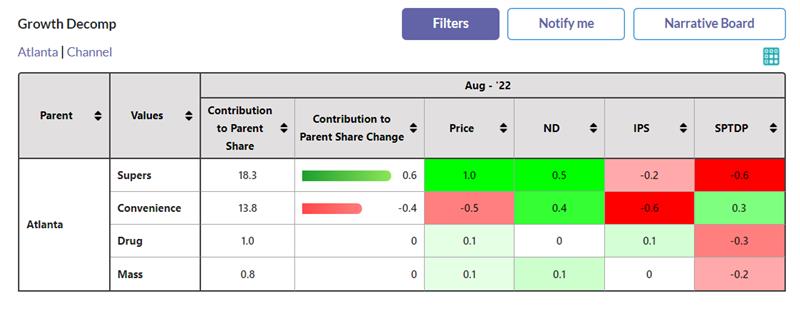 Growth Decomp
Filters
Notify me
Narrative Board
Atlanta | Channel
Parent
Values
Aug - '22
Contribution
to Parent
Share
Contribution to
Parent Share Change
Price
ND
IPS
SPTDP
Atlanta
Supers 18.3 0.6 1.0 0.5 -0.2 -0.6
Convenience 13.8 -0.4 -0.5 0.4 -0.6 0.3
Drug 1.0 0 0.1 0 0.1 -0.3
Mass 0.8 0 0.1 0.1 0 -0.2